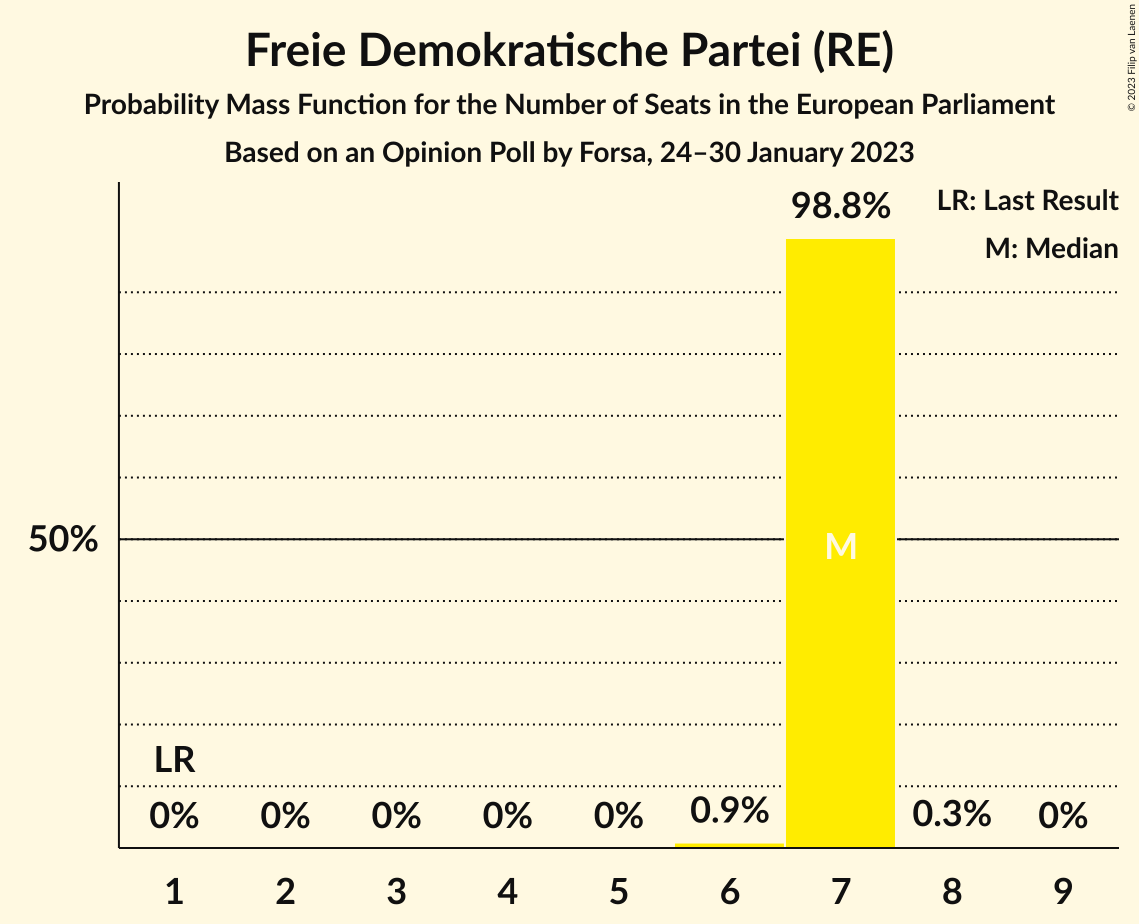 Freie Demokratische Partei (RE)
Probability Mass Function for the Number of Seats in the European Parliament
Based on an Opinion Poll by Forsa, 24–30 January 2023
© 2023 Filip van Laenen
LR: Last Result
M: Median
98.8%
50%
M
LR
0% 0% 0% 0% 0% 0.9% 0.3% 0%
1 2 3 4 5 6 7 8 9